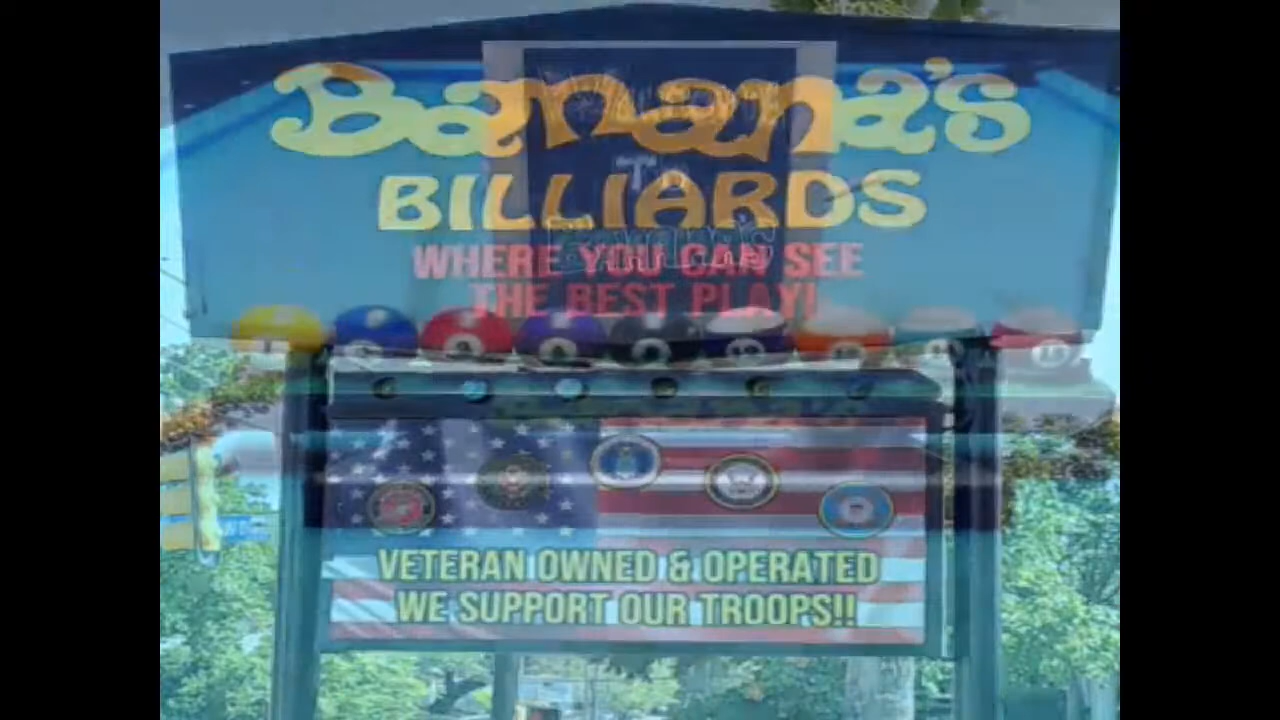 Banana's
BILLIARDS
WHERE YOU CAN SEE
THE BEST PLAY!
VETERAN OWNED & OPERATED
WE SUPPORT OUR TROOPS!!